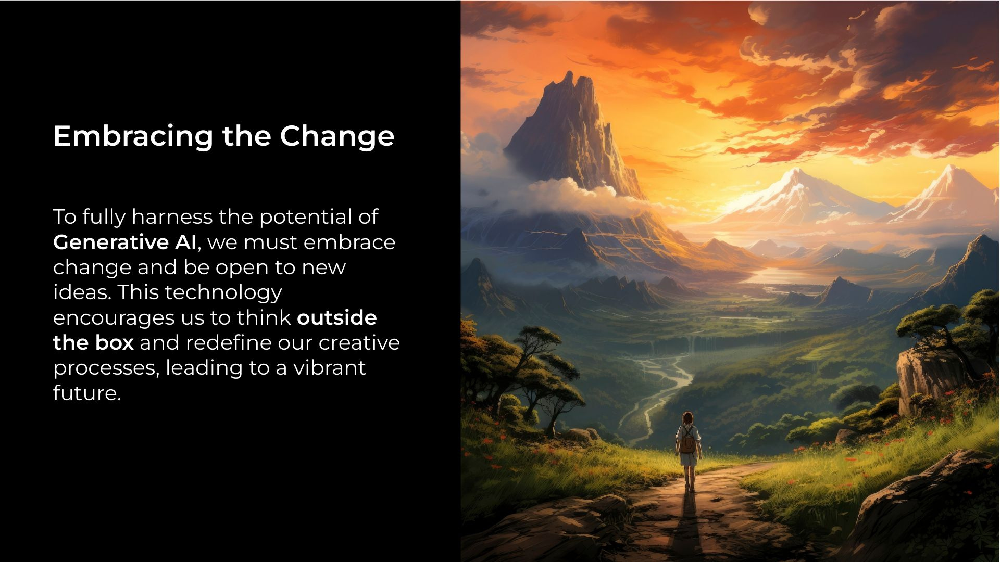 Embracing the Change
To fully harness the potential of
Generative AI, we must embrace
change and be open to new
ideas. This technology
encourages us to think outside
the box and redefine our creative
processes, leading to a vibrant
future.